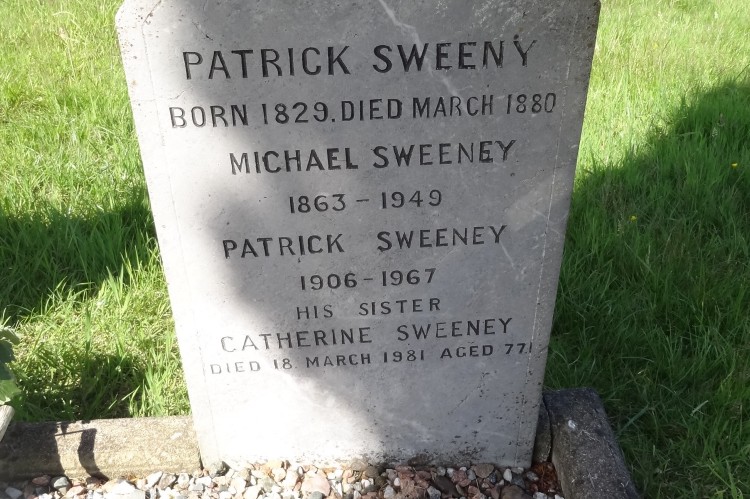 PATRICK SWEENY
BORN 1829. DIED MARCH 1880
MICHAEL SWEENEY
1863 - 1949
PATRICK SWEENEY
1906 - 1967
HIS SISTER
CATHERINE SWEENEY
DIED 18. MARCH 1981 AGED 77.